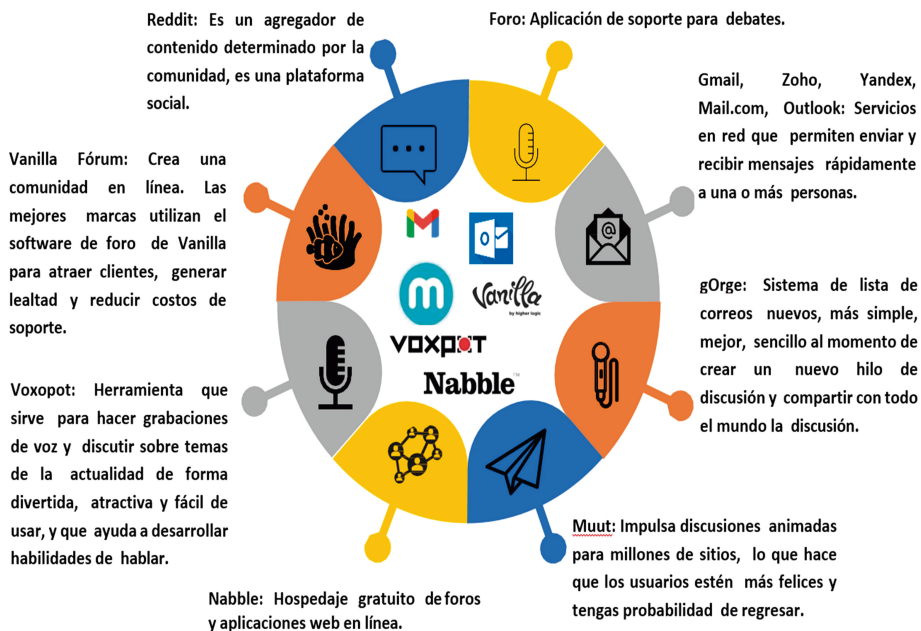 Reddit: Es un agregador de
contenido determinado por la
comunidad, es una plataforma
social.
Foro: Aplicación de soporte para debates.
Gmail, Zoho, Yandex,
Mail.com, Outlook: Servicios
en red que permiten enviar y
recibir mensajes rápidamente
a una o más personas.
Vanilla Fórum: Crea una
comunidad en línea. Las
mejores marcas utilizan el
software de foro de Vanilla
para atraer clientes, generar
lealtad y reducir costos de
soporte.
@
o
m
Vanilla
by higher logic
VOXPOT
Nabble
TM
gOrge: Sistema de lista de
correos nuevos, más simple,
mejor, sencillo al momento de
crear un nuevo hilo de
discusión y compartir con todo
el mundo la discusión.
Voxopot: Herramienta que
sirve para hacer grabaciones
de voz y discutir sobre temas
de la actualidad de forma
divertida, atractiva y fácil de
usar, y que ayuda a desarrollar
habilidades de hablar.
Muut: Impulsa discusiones animadas
para millones de sitios, lo que hace
que los usuarios estén más felices y
tengas probabilidad de regresar.
Nabble: Hospedaje gratuito de foros
y aplicaciones web en línea.